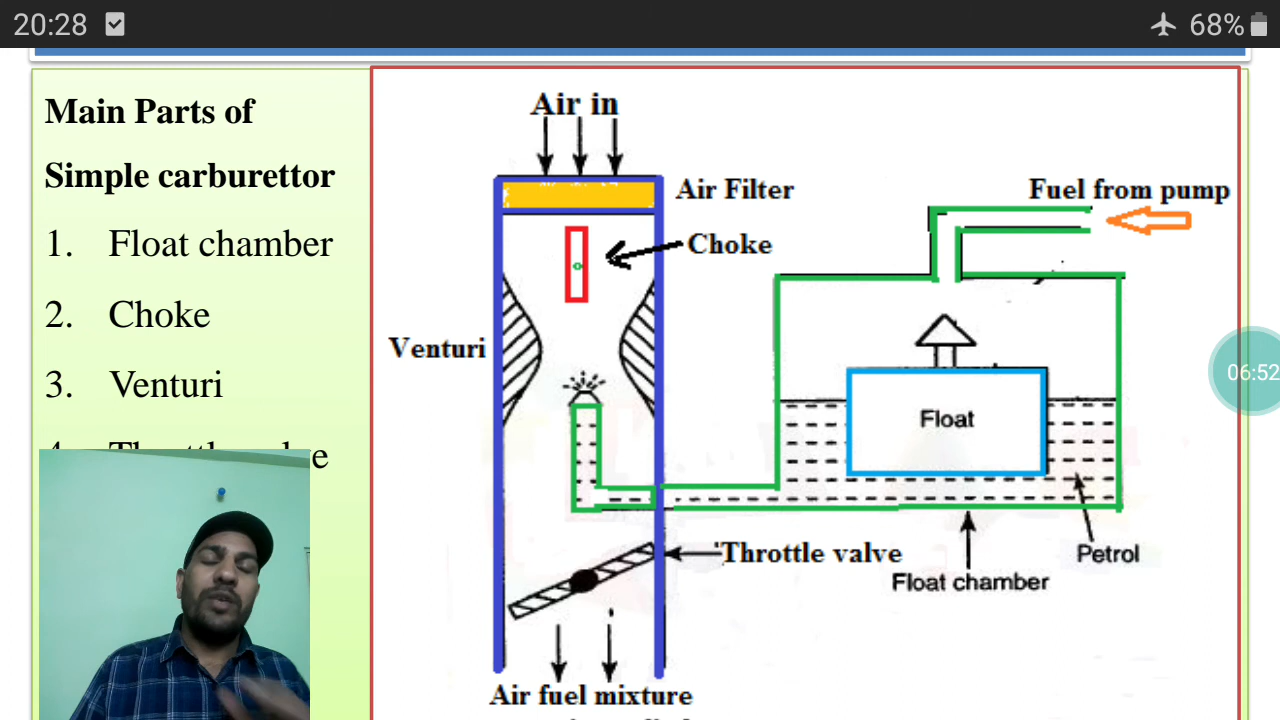 20:28
68%
Main Parts of
Simple carburettor
1. Float chamber
2. Choke
3. Venturi
Air in
Air Filter
Choke
Venturi
Fuel from pump
Float
06:52
Throttle valve
Petrol
Float chamber
Air fuel mixture